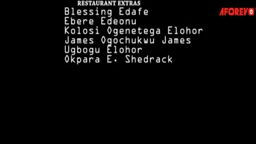 RESTAURANT EXTRAS
AFOREVO
Blessing Edafe
Ebere Edeonu
Kolosi Ogenetega Elohor
James Ogochukwu James
Ugbogu Elohor
Okpara E. Shedrack